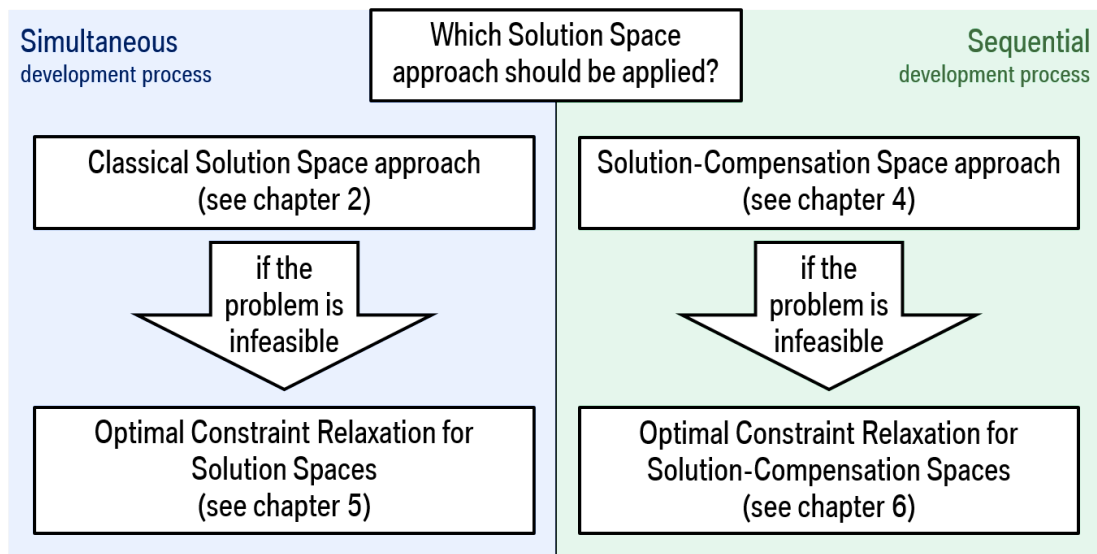 Simultaneous
development process
Which Solution Space
approach should be applied?
Sequential
development process
Classical Solution Space approach
(see chapter 2)
if the
problem is
infeasible
Optimal Constraint Relaxation for
Solution Spaces
(see chapter 5)
Solution-Compensation Space approach
(see chapter 4)
if the
problem is
infeasible
Optimal Constraint Relaxation for
Solution-Compensation Spaces
(see chapter 6)